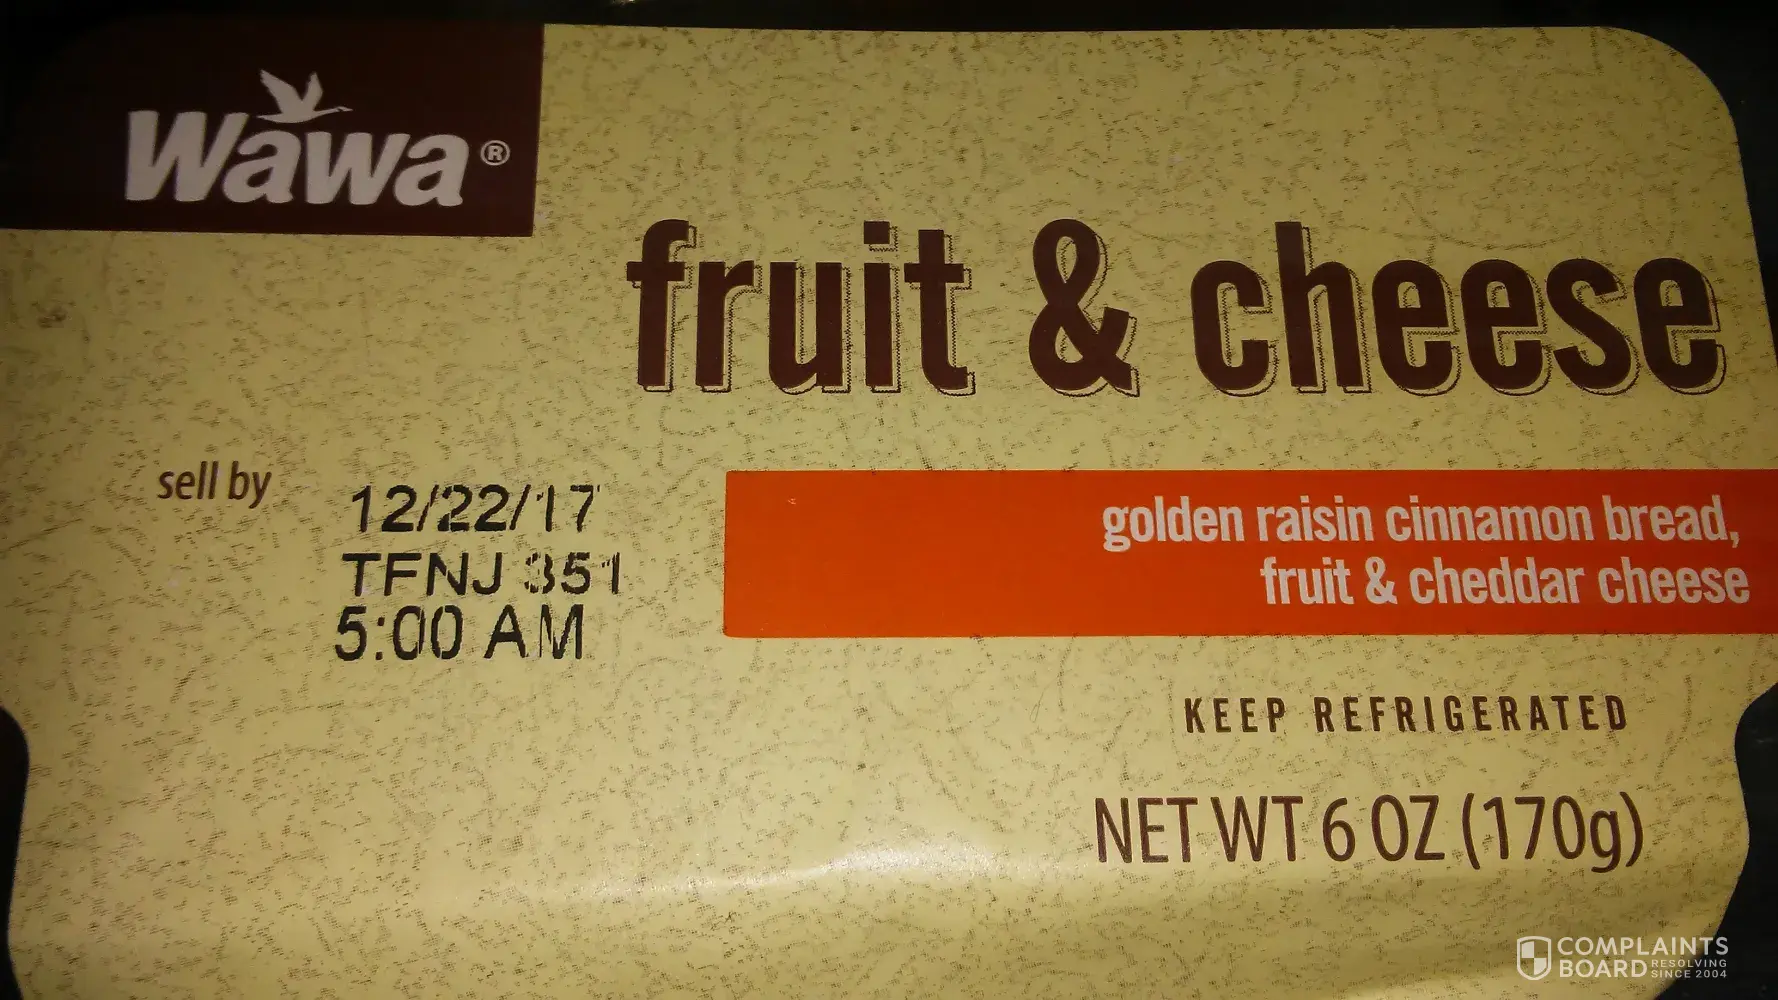 Wawa®
fruit & cheese
sell by
12/22/17
TFNJ 351
5:00 AM
golden raisin cinnamon bread,
fruit & cheddar cheese
KEEP REFRIGERATED
NET WT 6 OZ (170g)
COMPLAINTS
BOARD RESOLVING
SINCE 2004